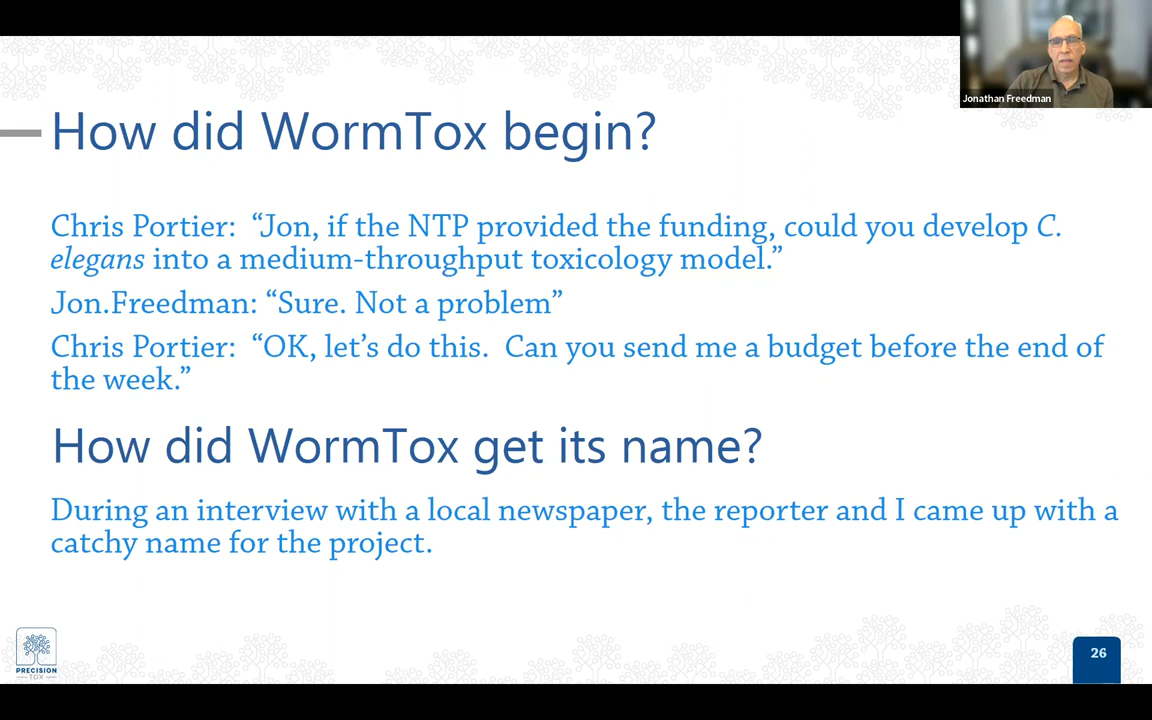 Jonathan Freedman
How did WormTox begin?
Chris Portier:  “Jon, if the NTP provided the funding, could you develop C.
elegans into a medium-throughput toxicology model.”
Jon.Freedman: “Sure. Not a problem”
Chris Portier:  “OK, let’s do this.  Can you send me a budget before the end of
the week.”
How did WormTox get its name?
During an interview with a local newspaper, the reporter and I came up with a
catchy name for the project.
PRECISION
TOX
26